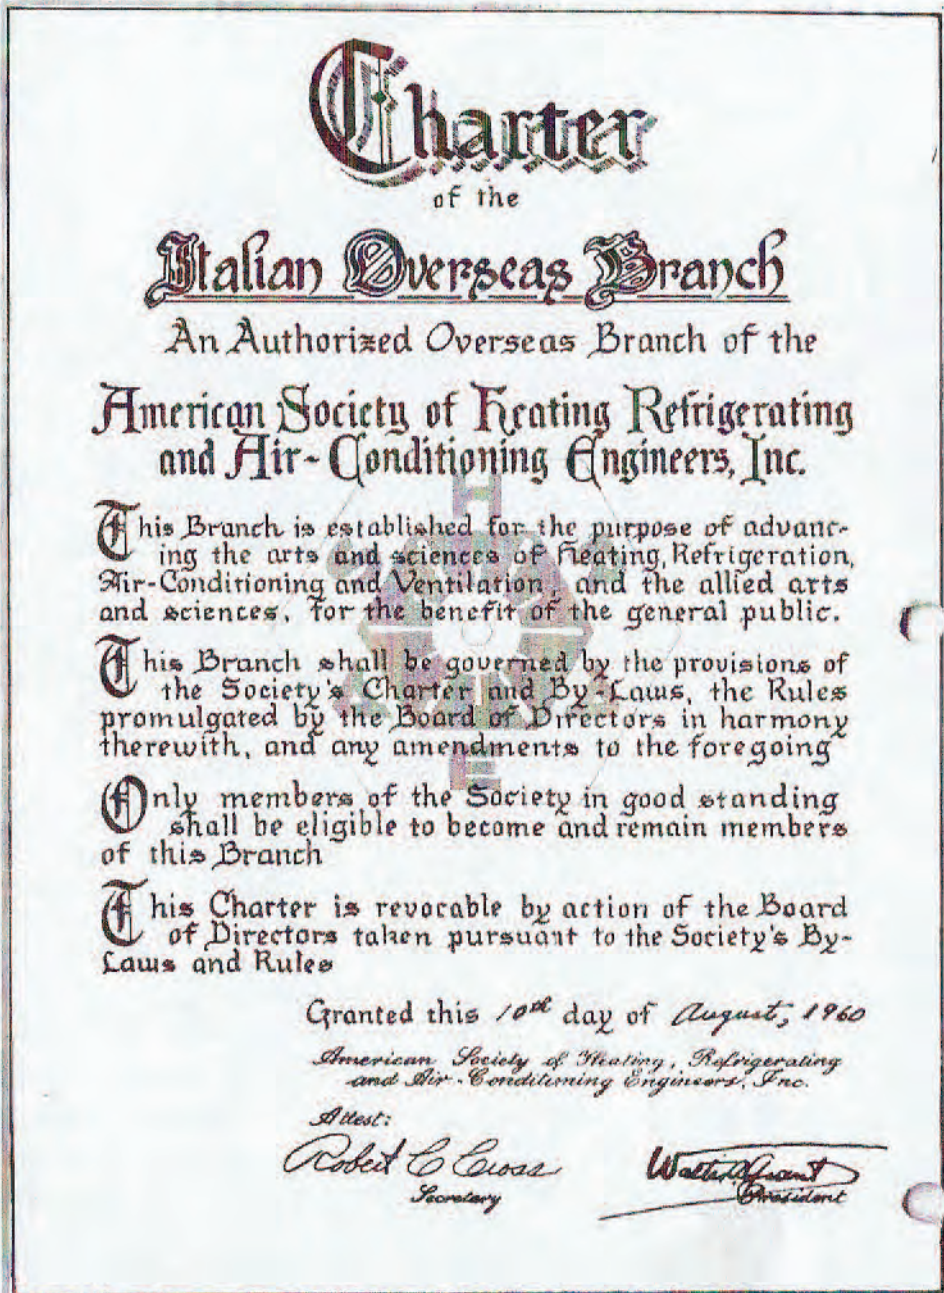 Charter
of the
Italian Overseas Branch
An Authorized Overseas Branch of the
American Society of Heating Refrigerating
and Air-Conditioning Engineers, Inc.
This Branch is established for the purpose of advanc-
ing the arts and sciences of Heating, Refrigeration,
Air-Conditioning and Ventilation and the allied arts
and sciences, for the benefit of the general public.
This Branch shall be governed by the provisions of
the Society's Charter and By-Laws, the Rules
promulgated by the Board of Directors in harmony
therewith, and any amendments to the foregoing
Only members of the Society in good standing
shall be eligible to become and remain members
of this Branch
This Charter is revocable by action of the Board
of Directors taken pursuant to the Society's By-
Laws and Rules
Granted this 10th day of August, 1960
American Society of Heating, Refrigerating
and Air-Conditioning Engineers, Inc.
Attest:
Robert C Cross
Walter A Grant
Secretary
President